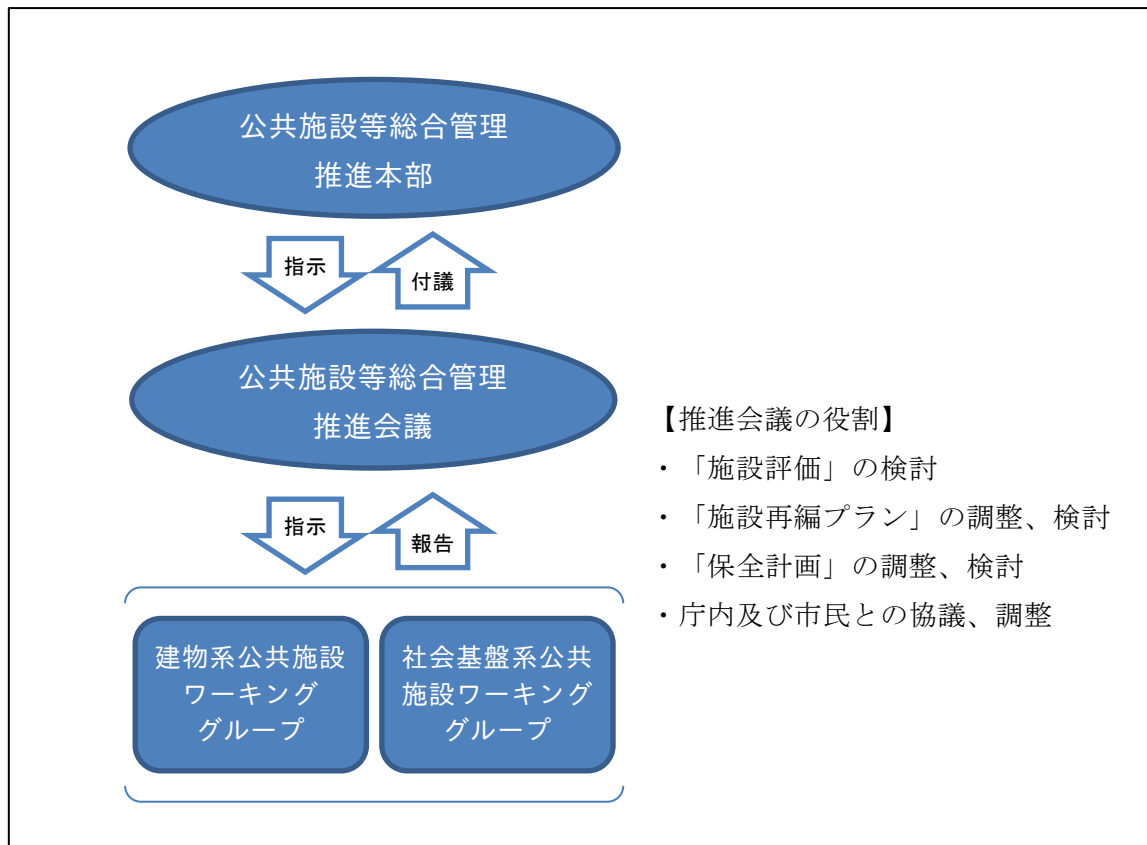 公共施設等総合管理
推進本部
指示
付議
公共施設等総合管理
推進会議
指示
報告
建物系公共施設
ワーキング
グループ
社会基盤系公共
施設ワーキング
グループ
【推進会議の役割】
・「施設評価」の検討
・「施設再編プラン」の調整、検討
・「保全計画」の調整、検討
・庁内及び市民との協議、調整